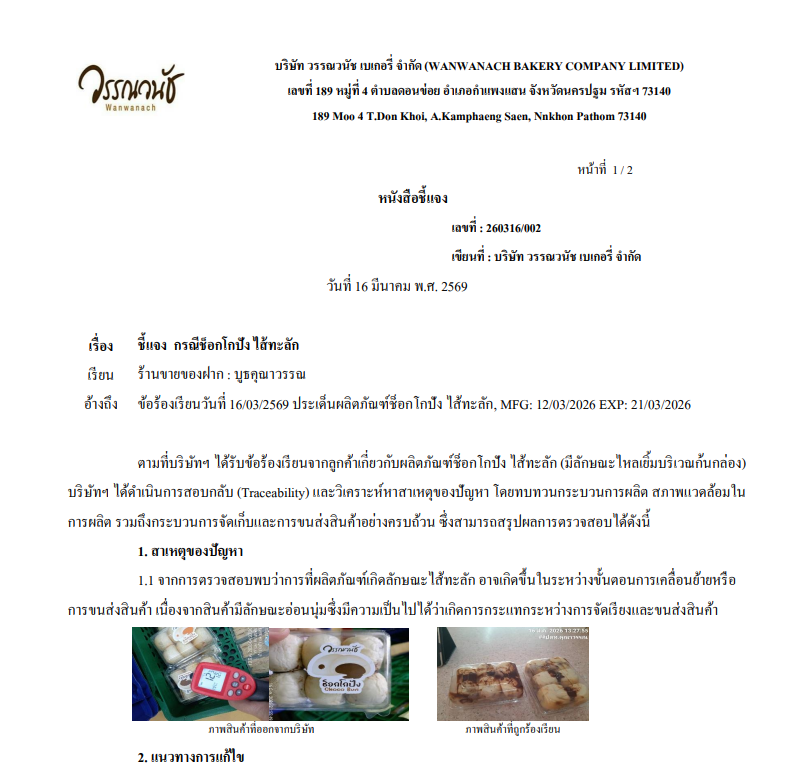 วรรณวนัช
Wanwanach
บริษัท วรรณวนัช เบเกอรี่ จำกัด (WANWANACH BAKERY COMPANY LIMITED)
เลขที่ 189 หมู่ที่ 4 ตำบลดอนข่อย อำเภอกำแพงแสน จังหวัดนครปฐม รหัสฯ 73140
189 Moo 4 T.Don Khoi, A.Kamphaeng Saen, Nnkhon Pathom 73140
หน้าที่ 1 / 2
หนังสือชี้แจง
เลขที่ : 260316/002
เขียนที่ : บริษัท วรรณวนัช เบเกอรี่ จำกัด
วันที่ 16 มีนาคม พ.ศ. 2569
เรื่อง ชี้แจง กรณีช็อกโกปัง ไส้ทะลัก
เรียน ร้านขายของฝาก : บูธคุณาวรรณ
อ้างถึง ข้อร้องเรียนวันที่ 16/03/2569 ประเด็นผลิตภัณฑ์ช็อกโกปัง ไส้ทะลัก, MFG: 12/03/2026 EXP: 21/03/2026
ตามที่บริษัทฯ ได้รับข้อร้องเรียนจากลูกค้าเกี่ยวกับผลิตภัณฑ์ช็อกโกปัง ไส้ทะลัก (มีลักษณะไหลเยิ้มบริเวณก้นกล่อง)
บริษัทฯ ได้ดำเนินการสอบกลับ (Traceability) และวิเคราะห์หาสาเหตุของปัญหา โดยทบทวนกระบวนการผลิต สภาพแวดล้อมใน
การผลิต รวมถึงกระบวนการจัดเก็บและการขนส่งสินค้าอย่างครบถ้วน ซึ่งสามารถสรุปผลการตรวจสอบได้ดังนี้
1. สาเหตุของปัญหา
1.1 จากการตรวจสอบพบว่าการที่ผลิตภัณฑ์เกิดลักษณะไส้ทะลัก อาจเกิดขึ้นในระหว่างขั้นตอนการเคลื่อนย้ายหรือ
การขนส่งสินค้า เนื่องจากสินค้ามีลักษณะอ่อนนุ่มซึ่งมีความเป็นไปได้ว่าเกิดการกระแทกระหว่างการจัดเรียงและขนส่งสินค้า
วรรณวนัช
ช็อกโกปัง
Choco Bun
2026 13:27:56
ภาพสินค้าที่ออกจากบริษัท
ภาพสินค้าที่ถูกร้องเรียน
2. แนวทางการแก้ไข